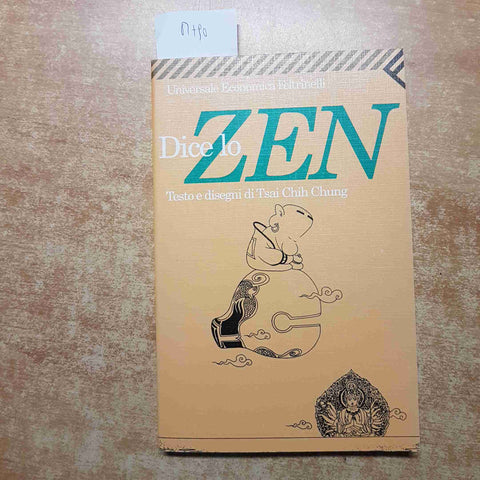 Universale Economica Feltrinelli
Dice lo ZEN
Testo e disegni di Tsai Chih Chung